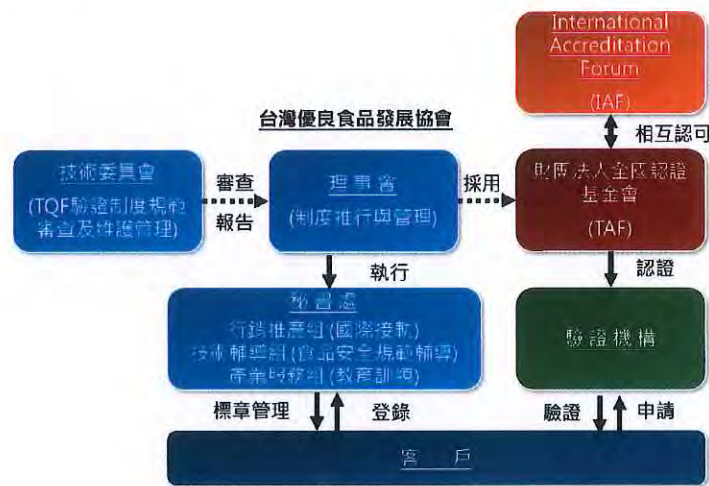 International
Accreditation
Forum
(IAF)
台灣優良食品發展協會
相互認可
技術委員會
(TQF驗證制度規範
審查及維護管理)
審查
報告
理事會
(制度推行與管理)
採用
財團法人全國認證
基金會
(TAF)
執行
認證
秘書處
行銷推廣組(國際接軌)
技術輔導組(食品安全規範輔導)
產業服務組(教育訓練)
驗證機構
標章管理
登錄
驗證
申請
客戶